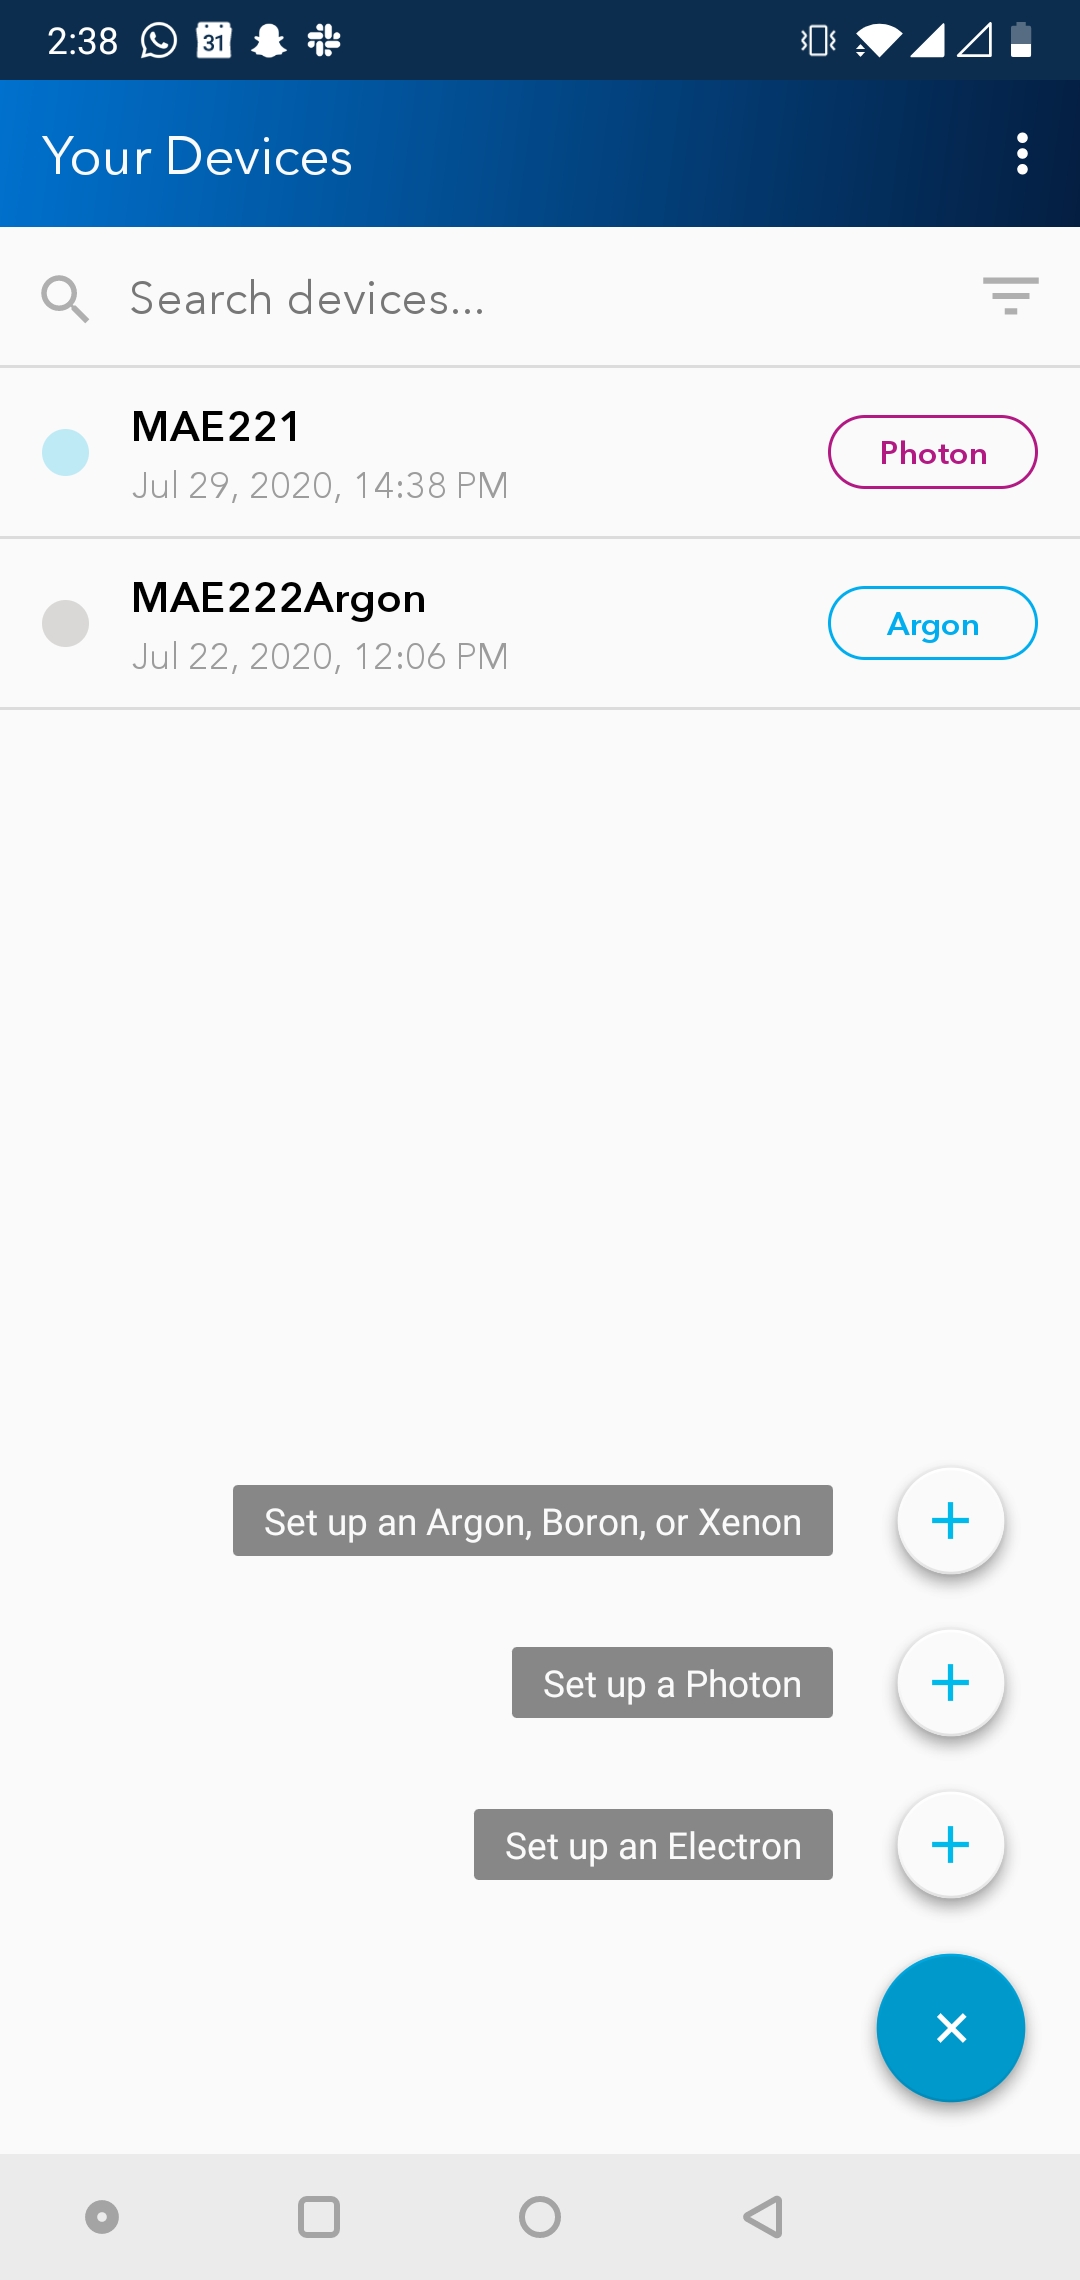 2:38
31
Your Devices
Search devices...
MAE221
Jul 29, 2020, 14:38 PM
Photon
MAE222Argon
Jul 22, 2020, 12:06 PM
Argon
Set up an Argon, Boron, or Xenon
Set up a Photon
Set up an Electron